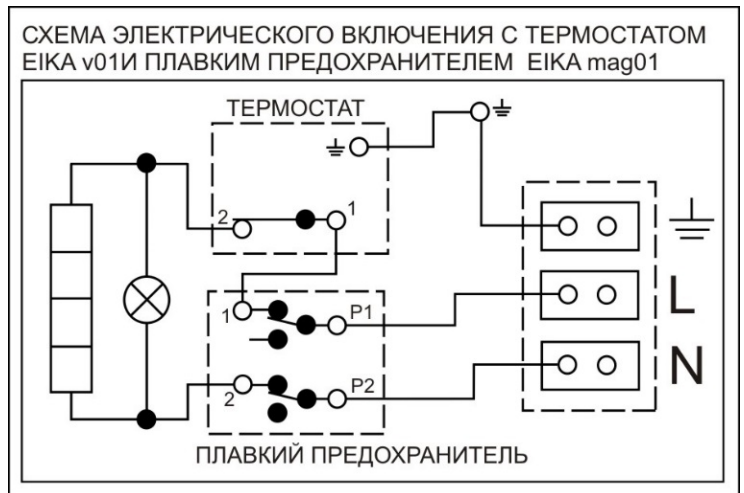 СХЕМА ЭЛЕКТРИЧЕСКОГО ВКЛЮЧЕНИЯ С ТЕРМОСТАТОМ
EIKA v01И ПЛАВКИМ ПРЕДОХРАНИТЕЛЕМ EIKA mag01
ТЕРМОСТАТ
2
1
1
P1
L
2
P2
N
ПЛАВКИЙ ПРЕДОХРАНИТЕЛЬ